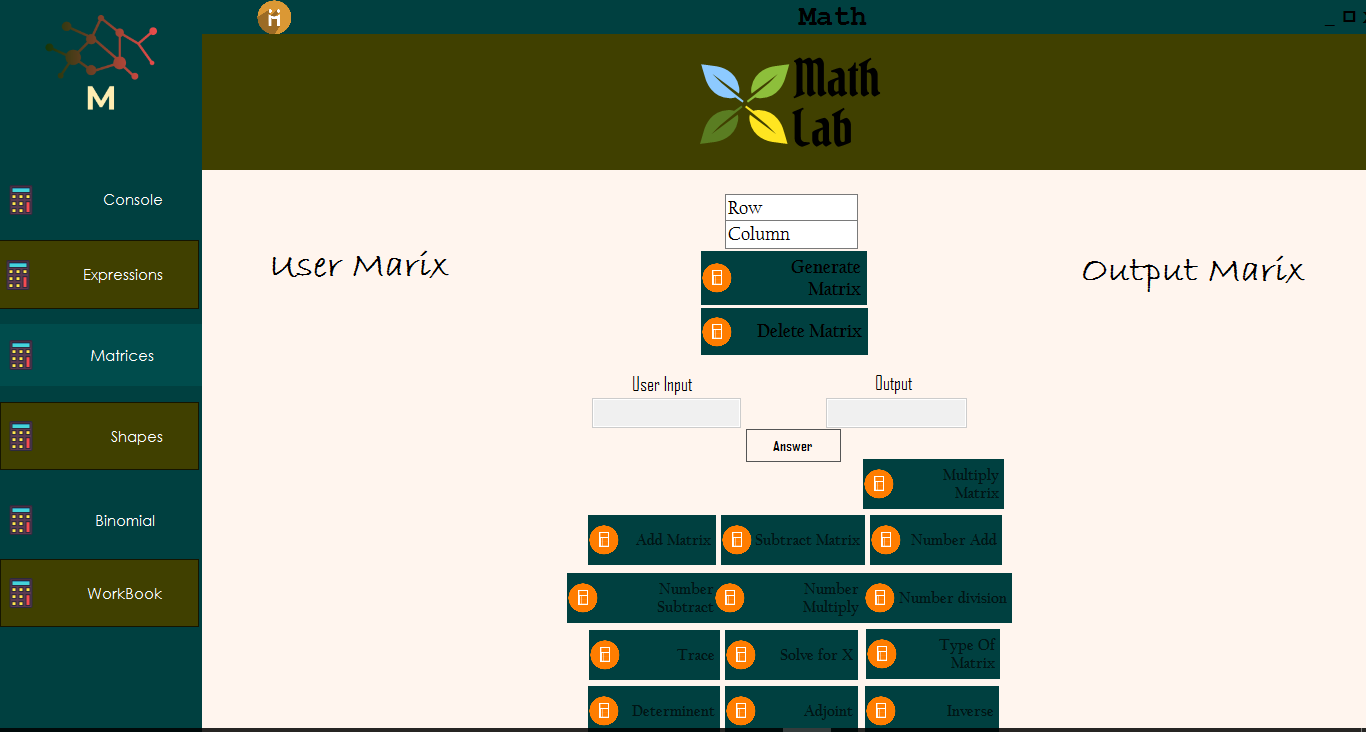 Math
M
Math
Lab
Console
Expressions
Matrices
Shapes
Binomial
WorkBook
User Marix
Row
Column
Generate
Matrix
Delete Matrix
Output Marix
User Input
Output
Answer
Multiply
Matrix
Add Matrix
Subtract Matrix
Number Add
Number
Subtract
Number
Multiply
Number division
Trace
Solve for X
Type Of
Matrix
Determinent
Adjoint
Inverse